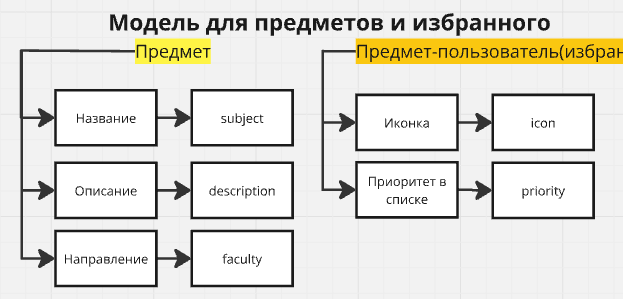 Модель для предметов и избранного
Предмет
Предмет-пользователь(избран
Название
subject
Иконка
icon
Описание
description
Приоритет в
списке
priority
Направление
faculty